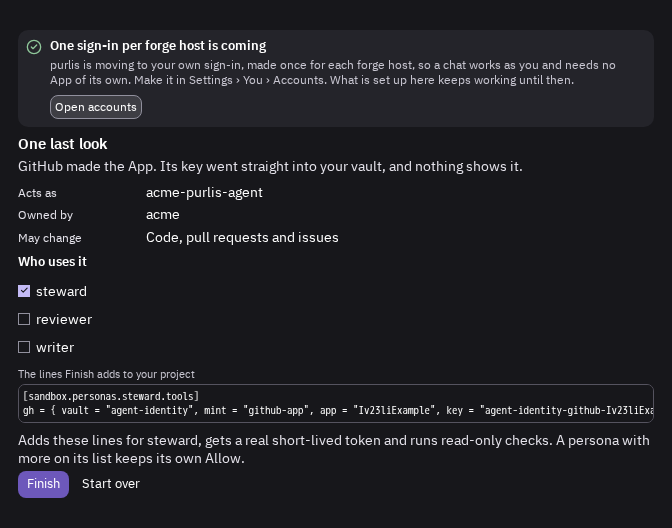 One sign-in per forge host is coming
purlis is moving to your own sign-in, made once for each forge host, so a chat works as you and needs no
App of its own. Make it in Settings › You › Accounts. What is set up here keeps working until then.
Open accounts
One last look
GitHub made the App. Its key went straight into your vault, and nothing shows it.
Acts as acme-purlis-agent
Owned by acme
May change Code, pull requests and issues
Who uses it
steward
reviewer
writer
The lines Finish adds to your project
[sandbox.personas.steward.tools]
gh = { vault = "agent-identity", mint = "github-app", app = "Iv23liExample", key = "agent-identity-github-Iv23liExa
Adds these lines for steward, gets a real short-lived token and runs read-only checks. A persona with
more on its list keeps its own Allow.
Finish Start over